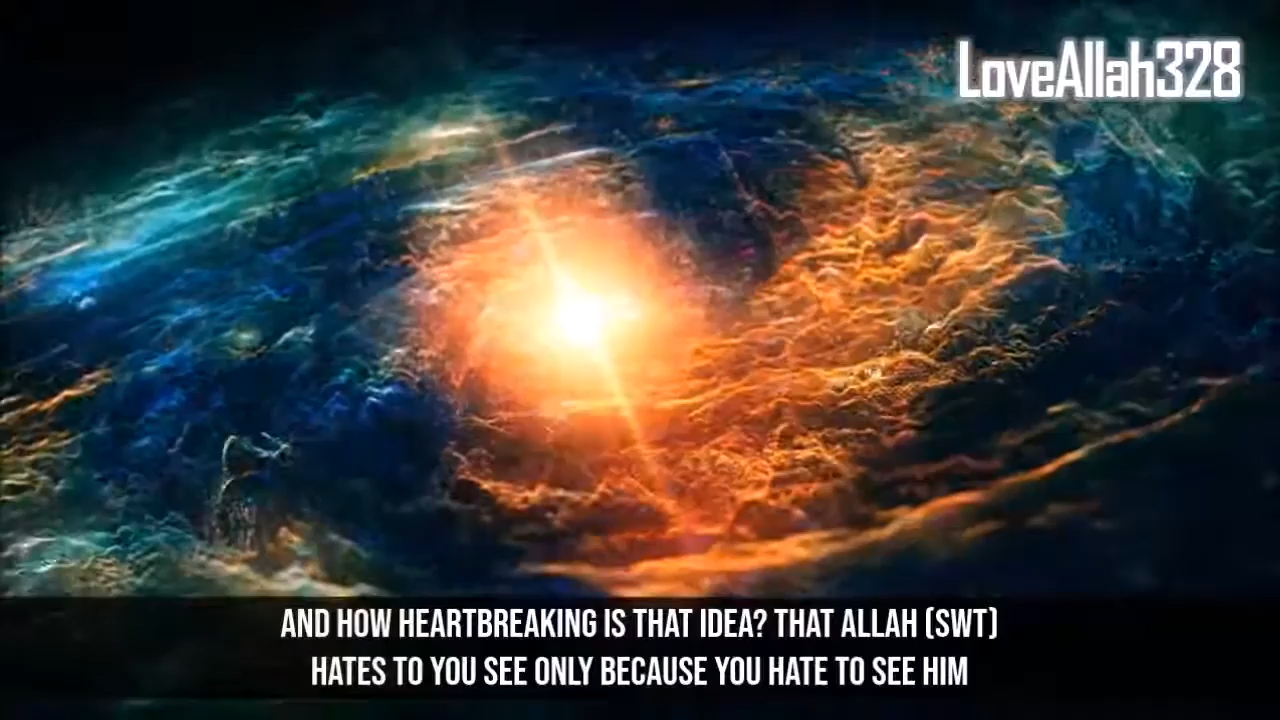 LoveAllah328
AND HOW HEARTBREAKING IS THAT IDEA? THAT ALLAH (SWT)
HATES TO YOU SEE ONLY BECAUSE YOU HATE TO SEE HIM